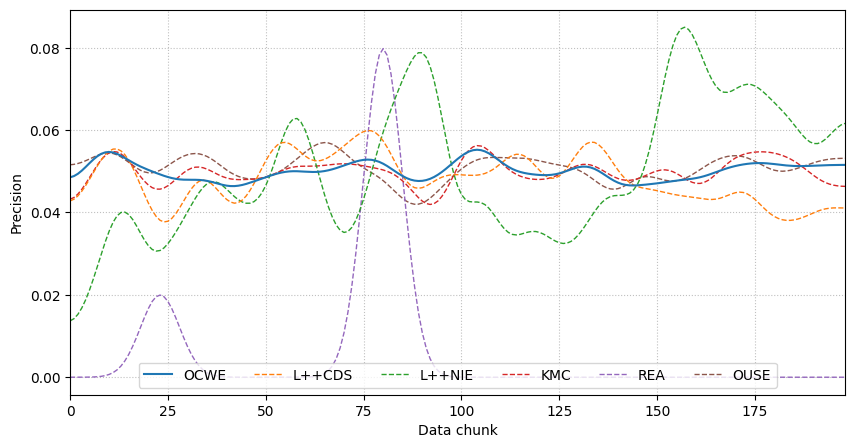 Precision
0.08
0.06
0.04
0.02
0.00
OCWE L++CDS L++NIE KMC REA OUSE
0 25 50 75 100 125 150 175
Data chunk